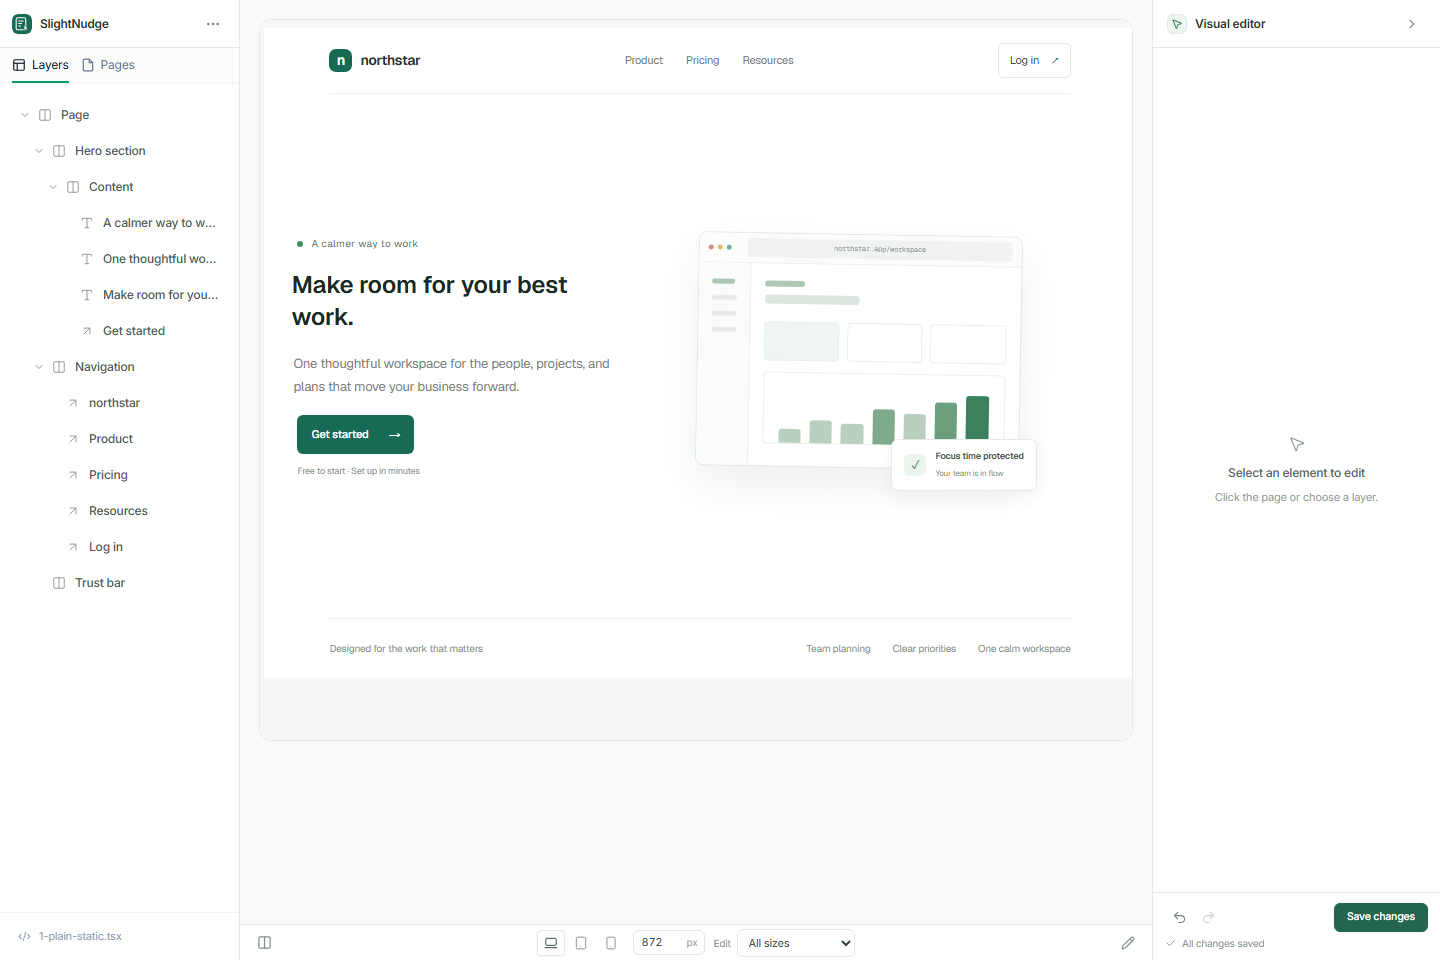 SlightNudge
Layers
Pages
Page
Hero section
Content
A calmer way to w...
One thoughtful wo...
Make room for you...
Get started
Navigation
northstar
Product
Pricing
Resources
Log in
Trust bar
1-plain-static.tsx
n northstar
Product
Pricing
Resources
Log in ↗
A calmer way to work
Make room for your best
work.
One thoughtful workspace for the people, projects, and
plans that move your business forward.
Get started →
Free to start · Set up in minutes
northstar.app/workspace
✓
Focus time protected
Your team is in flow
Designed for the work that matters
Team planning
Clear priorities
One calm workspace
872 px
Edit
All sizes
Visual editor
Select an element to edit
Click the page or choose a layer.
Save changes
All changes saved